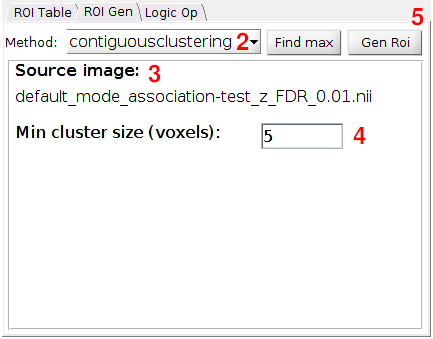 ROI Table ROI Gen Logic Op 5
Method: contiguousclustering 2 Find max Gen Roi
Source image: 3
default_mode_association-test_z_FDR_0.01.nii
Min cluster size (voxels): 5 4